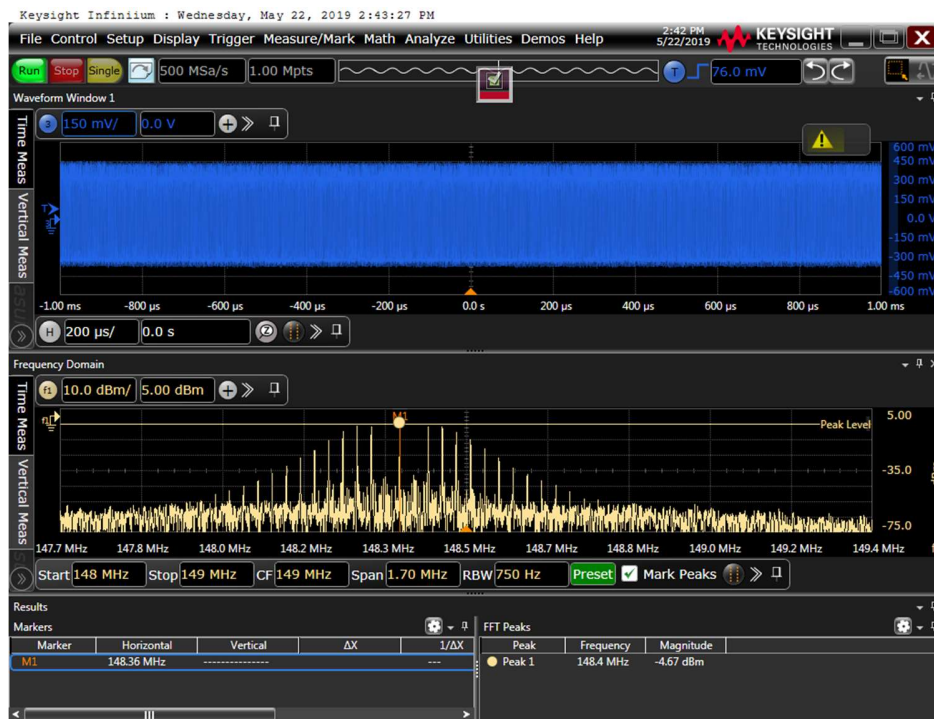 Keysight Infiniium : Wednesday, May 22, 2019 2:43:27 PM
File Control Setup Display Trigger Measure/Mark Math Analyze Utilities Demos Help
2:42 PM
5/22/2019
KEYSIGHT
TECHNOLOGIES
Run Stop Single 500 MSa/s 1.00 Mpts T 76.0 mV
Waveform Window 1
Time Meas
Vertical Meas
3 150 mV/ 0.0 V
600 mV
450 mV
300 mV
150 mV
0.0 V
-150 mV
-300 mV
-450 mV
-600 mV
T
-1.00 ms -800 µs -600 µs -400 µs -200 µs 0.0 s 200 µs 400 µs 600 µs 800 µs 1.00 ms
H 200 µs/ 0.0 s
Frequency Domain
Time Meas
Vertical Meas
f1 10.0 dBm/ 5.00 dBm
M1
Peak Level
5.00
-35.0
-75.0
147.7 MHz 147.8 MHz 148.0 MHz 148.2 MHz 148.3 MHz 148.5 MHz 148.7 MHz 148.8 MHz 149.0 MHz 149.2 MHz 149.4 MHz
Start 148 MHz Stop 149 MHz CF 149 MHz Span 1.70 MHz RBW 750 Hz Preset Mark Peaks
Results
Markers
Marker Horizontal Vertical ΔX 1/ΔX
M1 148.36 MHz --------------- ---
FFT Peaks
Peak Frequency Magnitude
Peak 1 148.4 MHz -4.67 dBm